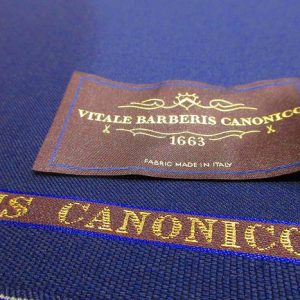 VITALE BARBERIS CANONICO
1663
FABRIC MADE IN ITALY
IS CANONICO